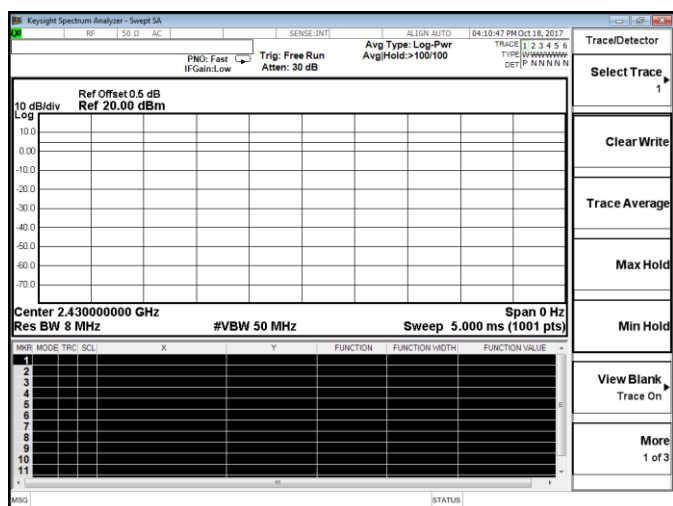 Keysight Spectrum Analyzer - Swept SA
RF 50 Ω AC SENSE:INT ALIGN AUTO 04:10:47 PM Oct 18, 2017
PNO: Fast Trig: Free Run Avg Type: Log-Pwr TRACE 1 2 3 4 5 6
IFGain:Low Atten: 30 dB Avg|Hold:>100/100 TYPE WWWWWW
DET P N N N N N
Trace/Detector
Select Trace
1
Clear Write
Trace Average
Max Hold
Min Hold
View Blank
Trace On
More
1 of 3
Ref Offset 0.5 dB
10 dB/div Ref 20.00 dBm
Log
10.0
0.00
-10.0
-20.0
-30.0
-40.0
-50.0
-60.0
-70.0
Center 2.430000000 GHz Span 0 Hz
Res BW 8 MHz #VBW 50 MHz Sweep 5.000 ms (1001 pts)
MKR MODE TRC SCL X Y FUNCTION FUNCTION WIDTH FUNCTION VALUE
1
2
3
4
5
6
7
8
9
10
11
MSG STATUS